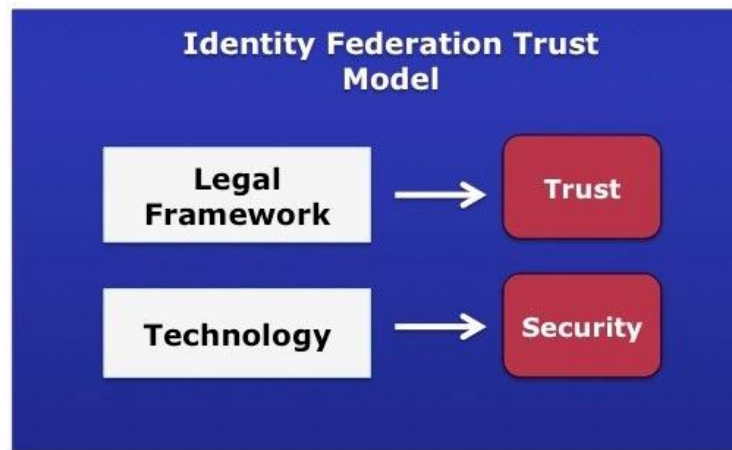 Identity Federation Trust
Model
Legal
Framework
Trust
Technology
Security